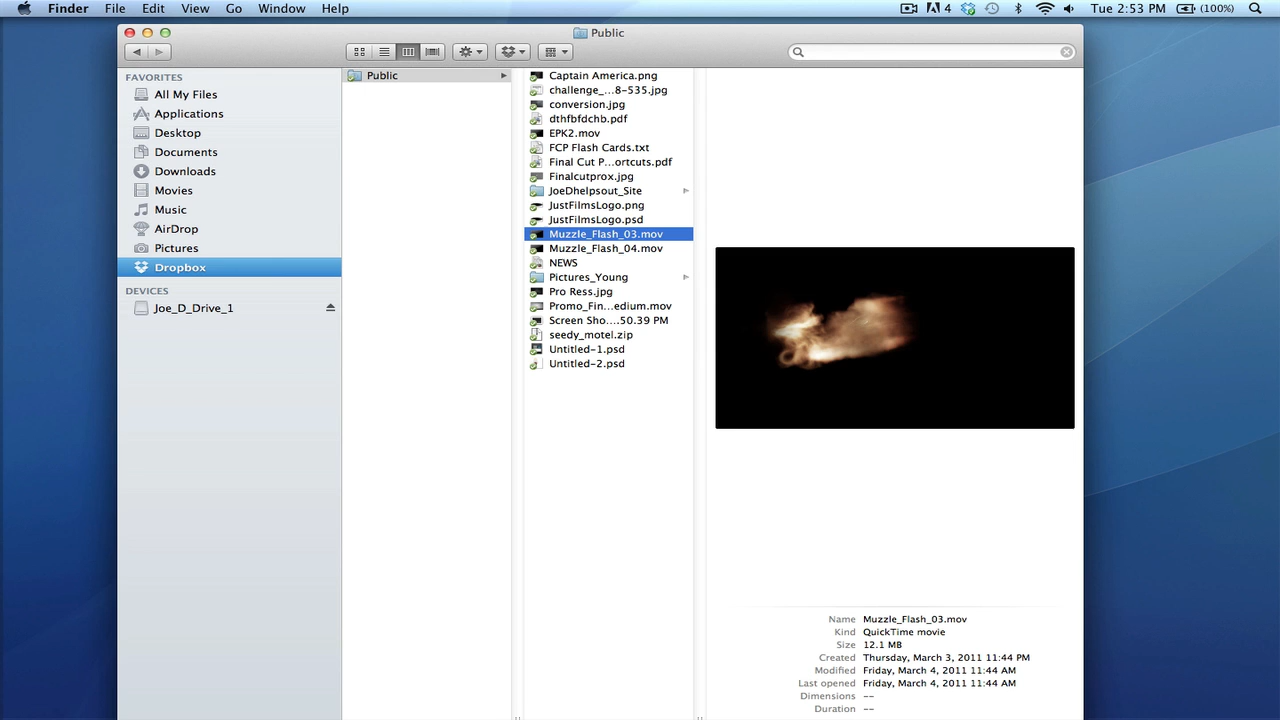 Finder File Edit View Go Window Help 4 Tue 2:53 PM (100%)
Public
FAVORITES
All My Files
Applications
Desktop
Documents
Downloads
Movies
Music
AirDrop
Pictures
Dropbox
DEVICES
Joe_D_Drive_1
Public
Captain America.png
challenge_...8-535.jpg
conversion.jpg
dthfbfdchb.pdf
EPK2.mov
FCP Flash Cards.txt
Final Cut P...ortcuts.pdf
Finalcutprox.jpg
JoeDhelpsout_Site
JustFilmsLogo.png
JustFilmsLogo.psd
Muzzle_Flash_03.mov
Muzzle_Flash_04.mov
NEWS
Pictures_Young
Pro Ress.jpg
Promo_Fin...edium.mov
Screen Sho....50.39 PM
seedy_motel.zip
Untitled-1.psd
Untitled-2.psd
Name Muzzle_Flash_03.mov
Kind QuickTime movie
Size 12.1 MB
Created Thursday, March 3, 2011 11:44 PM
Modified Friday, March 4, 2011 11:44 AM
Last opened Friday, March 4, 2011 11:44 AM
Dimensions --
Duration --